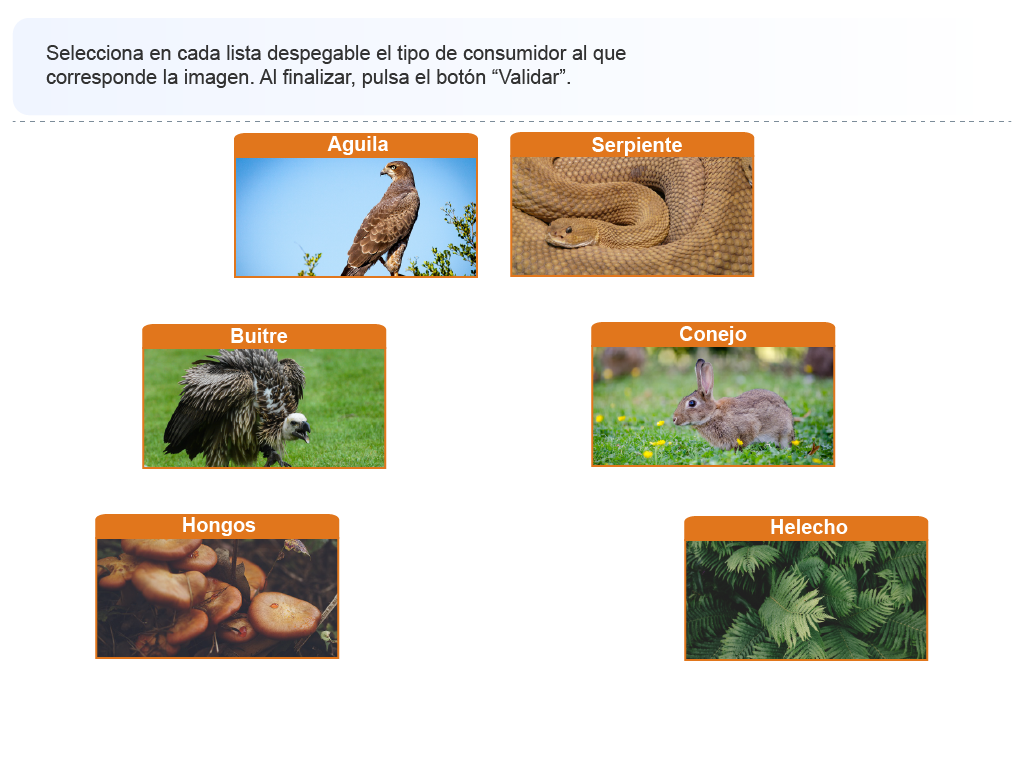 Selecciona en cada lista despegable el tipo de consumidor al que
corresponde la imagen. Al finalizar, pulsa el botón “Validar”.
Aguila
Serpiente
Buitre
Conejo
Hongos
Helecho